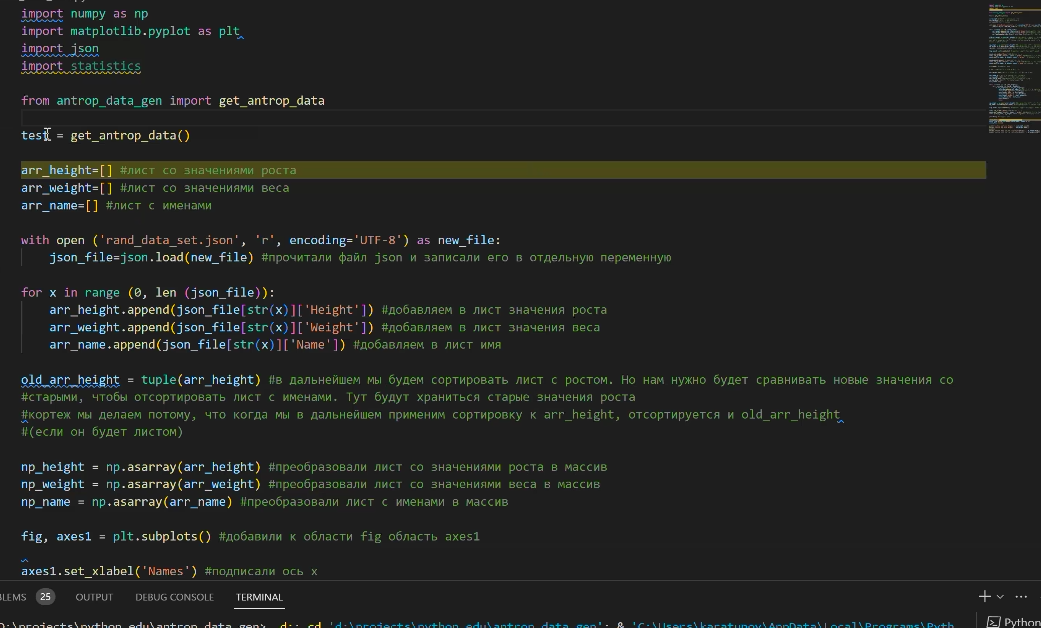 import numpy as np
import matplotlib.pyplot as plt
import json
import statistics
from antrop_data_gen import get_antrop_data
test = get_antrop_data()
arr_height=[] #лист со значениями роста
arr_weight=[] #лист со значениями веса
arr_name=[] #лист с именами
with open ('rand_data_set.json', 'r', encoding='UTF-8') as new_file:
json_file=json.load(new_file) #прочитали файл json и записали его в отдельную переменную
for x in range (0, len (json_file)):
arr_height.append(json_file[str(x)]['Height']) #добавляем в лист значения роста
arr_weight.append(json_file[str(x)]['Weight']) #добавляем в лист значения веса
arr_name.append(json_file[str(x)]['Name']) #добавляем в лист имя
old_arr_height = tuple(arr_height) #в дальнейшем мы будем сортировать лист с ростом. Но нам нужно будет сравнивать новые значения со
#старыми, чтобы отсортировать лист с именами. Тут будут храниться старые значения роста
#кортеж мы делаем потому, что когда мы в дальнейшем применим сортировку к arr_height, отсортируется и old_arr_height
#(если он будет листом)
np_height = np.asarray(arr_height) #преобразовали лист со значениями роста в массив
np_weight = np.asarray(arr_weight) #преобразовали лист со значениями веса в массив
np_name = np.asarray(arr_name) #преобразовали лист с именами в массив
fig, axes1 = plt.subplots() #добавили к области fig область axes1
axes1.set_xlabel('Names') #подписали ось x
BLEMS 25 OUTPUT DEBUG CONSOLE TERMINAL
D:\projects\python_edu\antrop_data_gen> d:; cd 'd:\projects\python_edu\antrop_data_gen'; & 'C:\Users\karatunov\AppData\Local\Programs\Pyth
Python